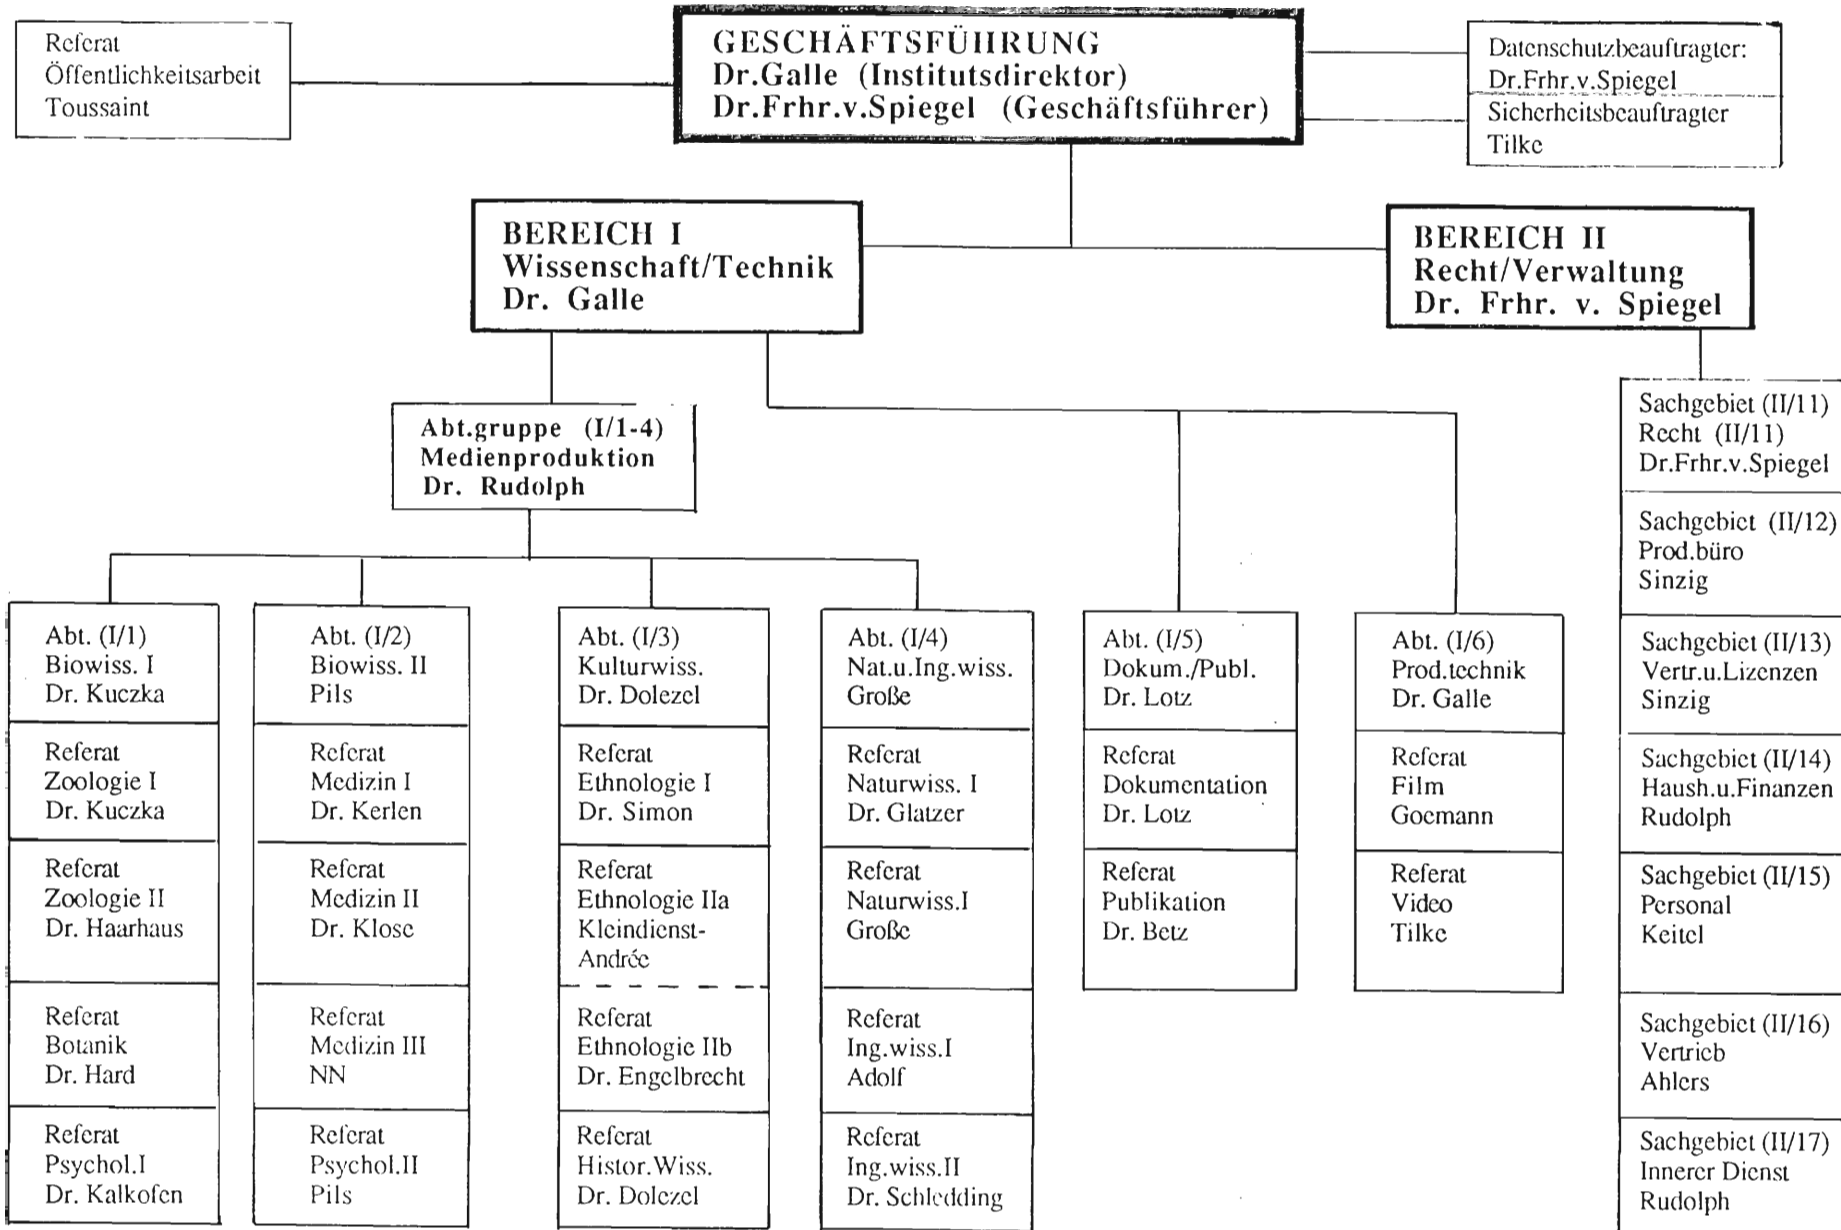 Referat
Öffentlichkeitsarbeit
Toussaint
GESCHÄFTSFÜHRUNG
Dr.Galle (Institutsdirektor)
Dr.Frhr.v.Spiegel (Geschäftsführer)
Datenschutzbeauftragter:
Dr.Frhr.v.Spiegel
Sicherheitsbeauftragter
Tilke
BEREICH I
Wissenschaft/Technik
Dr. Galle
BEREICH II
Recht/Verwaltung
Dr. Frhr. v. Spiegel
Abt.gruppe (I/1-4)
Medienproduktion
Dr. Rudolph
Abt. (I/1)
Biowiss. I
Dr. Kuczka
Referat
Zoologie I
Dr. Kuczka
Referat
Zoologie II
Dr. Haarhaus
Referat
Botanik
Dr. Hard
Referat
Psychol.I
Dr. Kalkofen
Abt. (I/2)
Biowiss. II
Pils
Referat
Medizin I
Dr. Kerlen
Referat
Medizin II
Dr. Klose
Referat
Medizin III
NN
Referat
Psychol.II
Pils
Abt. (I/3)
Kulturwiss.
Dr. Dolezel
Referat
Ethnologie I
Dr. Simon
Referat
Ethnologie IIa
Kleindienst-
Andrée
Referat
Ethnologie IIb
Dr. Engelbrecht
Referat
Histor.Wiss.
Dr. Dolezel
Abt. (I/4)
Nat.u.Ing.wiss.
Große
Referat
Naturwiss. I
Dr. Glatzer
Referat
Naturwiss.I
Große
Referat
Ing.wiss.I
Adolf
Referat
Ing.wiss.II
Dr. Schledding
Abt. (I/5)
Dokum./Publ.
Dr. Lotz
Referat
Dokumentation
Dr. Lotz
Referat
Publikation
Dr. Betz
Abt. (I/6)
Prod.technik
Dr. Galle
Referat
Film
Goemann
Referat
Video
Tilke
Sachgebiet (II/11)
Recht (II/11)
Dr.Frhr.v.Spiegel
Sachgebiet (II/12)
Prod.büro
Sinzig
Sachgebiet (II/13)
Vertr.u.Lizenzen
Sinzig
Sachgebiet (II/14)
Haush.u.Finanzen
Rudolph
Sachgebiet (II/15)
Personal
Keitel
Sachgebiet (II/16)
Vertrieb
Ahlers
Sachgebiet (II/17)
Innerer Dienst
Rudolph